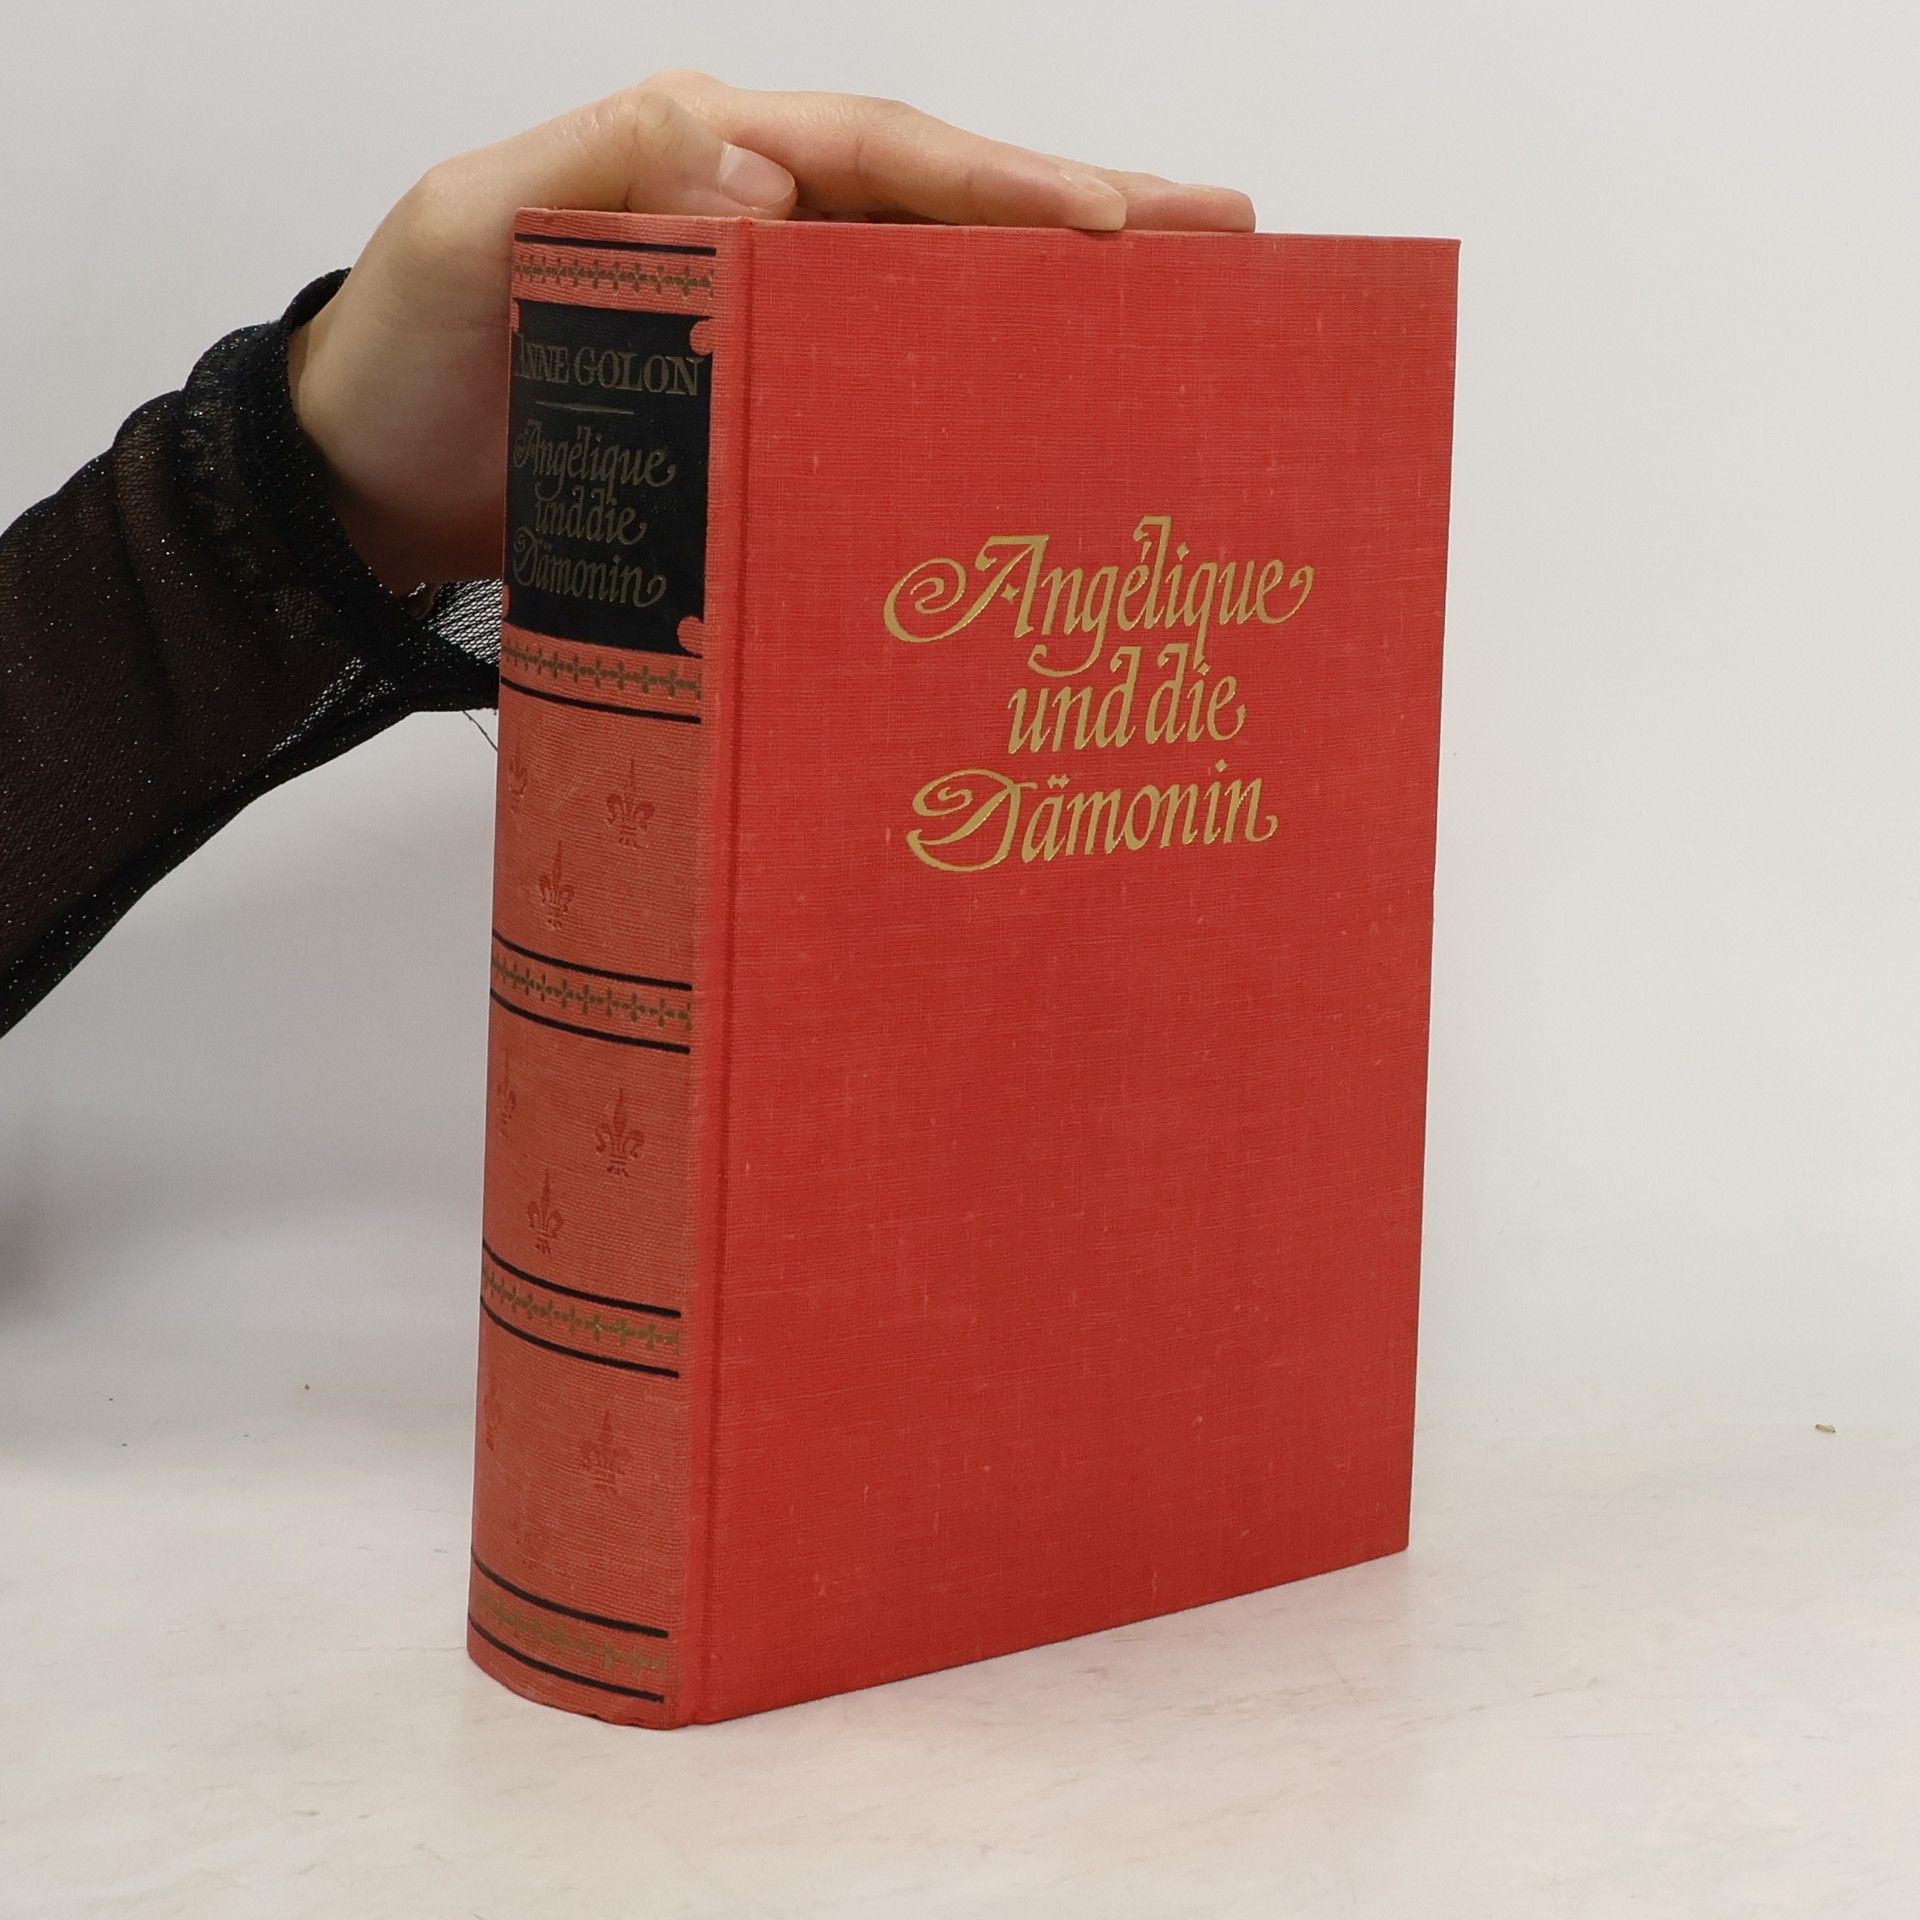 ANNE GOLON
Angélique
und die
Dämonin
Angélique
und die
Dämonin